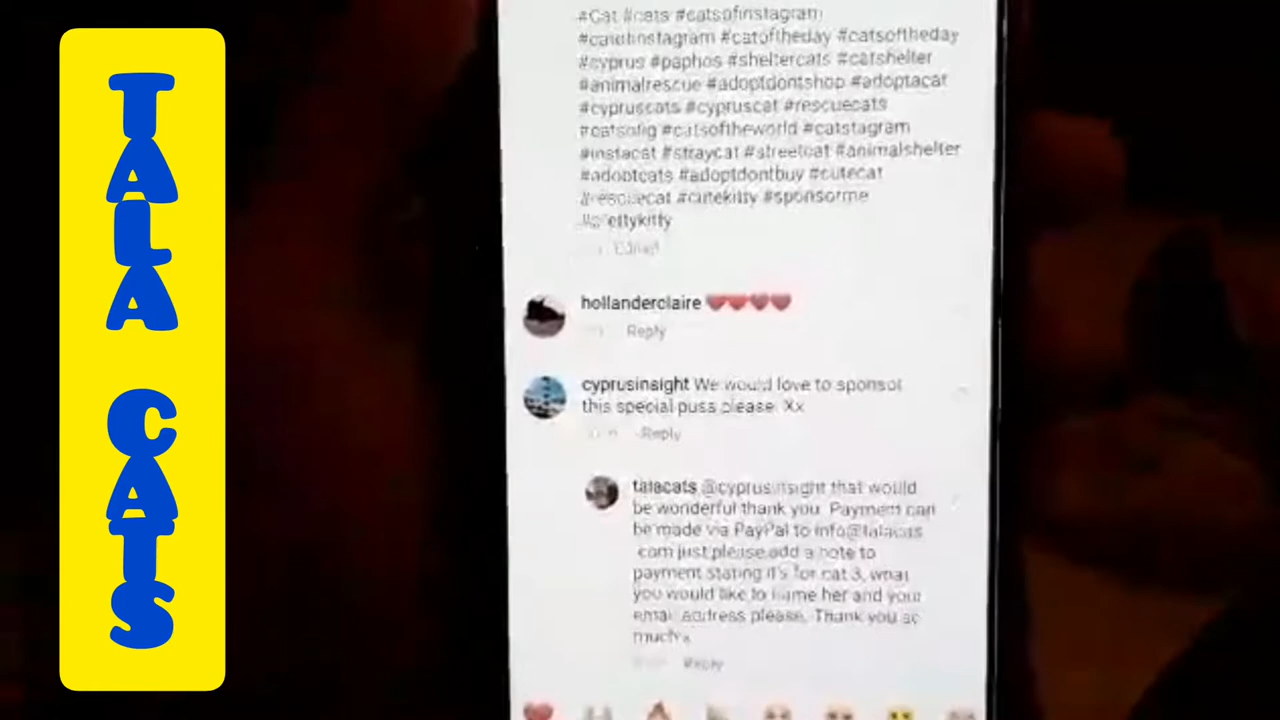 TALA CATS
#Cat #cats #catsofinstagram
#catofinstagram #catoftheday #catsoftheday
#cyprus #paphos #sheltercats #catshelter
#animalrescue #adoptdontshop #adoptacat
#cypruscats #cypruscat #rescuecats
#catsofig #catsoftheworld #catstagram
#instacat #straycat #streetcat #animalshelter
#adoptcats #adoptdontbuy #cutecat
#rescuecat #cutekitty #sponsorme
#prettykitty
Edited
hollanderclaire ❤❤❤❤
Reply
cyprusinsight We would love to sponsor
this special puss please. Xx
Reply
talacats @cyprusinsight that would
be wonderful thank you. Payment can
be made via PayPal to info@talacats
.com just please add a note to
payment stating it's for cat 3, what
you would like to name her and your
email address please. Thank you so
much x
Reply